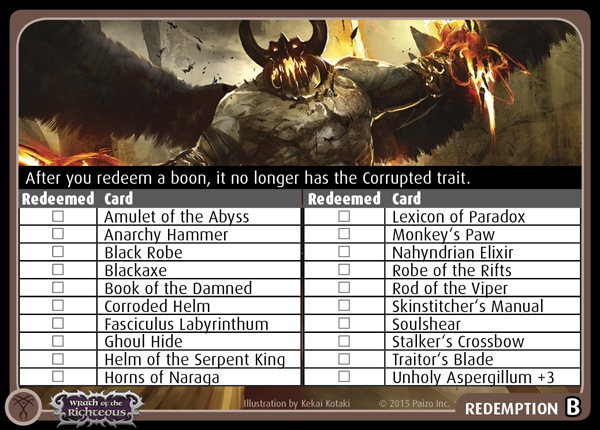 After you redeem a boon, it no longer has the Corrupted trait.
Redeemed Card Redeemed Card
Amulet of the Abyss Lexicon of Paradox
Anarchy Hammer Monkey's Paw
Black Robe Nahyndrian Elixir
Blackaxe Robe of the Rifts
Book of the Damned Rod of the Viper
Corroded Helm Skinstitcher's Manual
Fasciculus Labyrinthum Soulshear
Ghoul Hide Stalker's Crossbow
Helm of the Serpent King Traitor's Blade
Horns of Naraga Unholy Aspergillum +3
Wrath of the
Righteous
Illustration by Kekai Kotaki © 2015 Paizo Inc.
REDEMPTION B